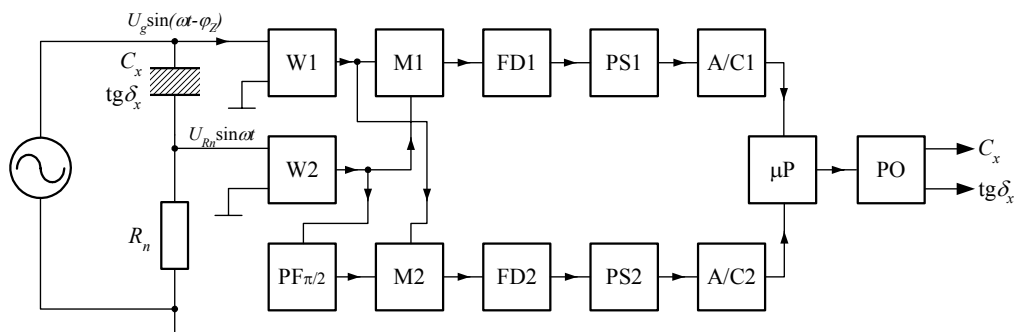 U_g sin(ωt-φ_Z)
C_x
tgδ_x
W1
M1
FD1
PS1
A/C1
U_Rn sinωt
W2
μP
PO
C_x
tgδ_x
R_n
PF π/2
M2
FD2
PS2
A/C2